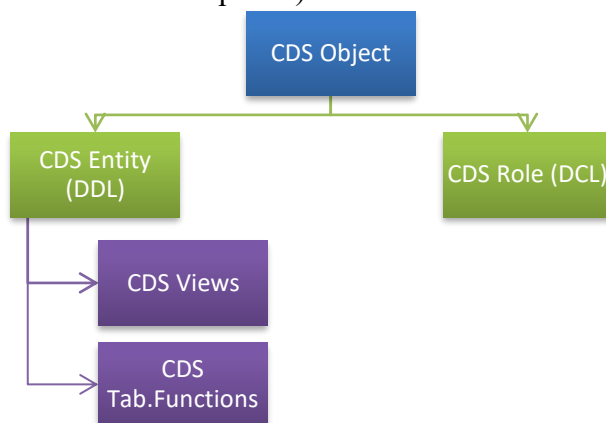 CDS Object
CDS Entity
(DDL)
CDS Role (DCL)
CDS Views
CDS
Tab.Functions